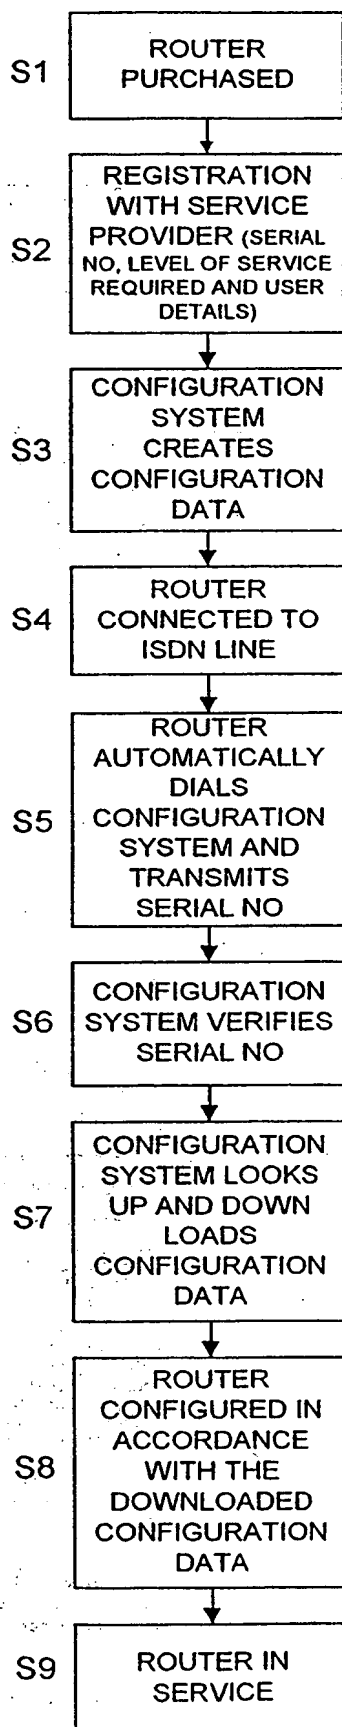 S1
ROUTER
PURCHASED
S2
REGISTRATION
WITH SERVICE
PROVIDER (SERIAL
NO, LEVEL OF SERVICE
REQUIRED AND USER
DETAILS)
S3
CONFIGURATION
SYSTEM
CREATES
CONFIGURATION
DATA
S4
ROUTER
CONNECTED TO
ISDN LINE
S5
ROUTER
AUTOMATICALLY
DIALS
CONFIGURATION
SYSTEM AND
TRANSMITS
SERIAL NO
S6
CONFIGURATION
SYSTEM VERIFIES
SERIAL NO
S7
CONFIGURATION
SYSTEM LOOKS
UP AND DOWN
LOADS
CONFIGURATION
DATA
S8
ROUTER
CONFIGURED IN
ACCORDANCE
WITH THE
DOWNLOADED
CONFIGURATION
DATA
S9
ROUTER IN
SERVICE